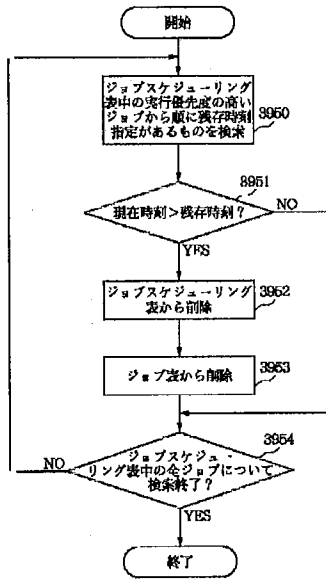 開始
ジョブスケジューリング
表中の実行優先度の高い
ジョブから順に残存時刻
指定があるものを検索
3950
3951
現在時刻>残存時刻?
NO
YES
ジョブスケジューリング
表から削除
3952
ジョブ表から削除
3953
3954
ジョブスケジュ-
リング表中の全ジョブについて
検索終了?
NO
YES
終了